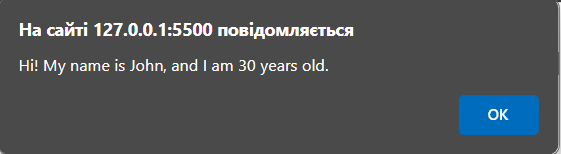 На сайті 127.0.0.1:5500 повідомляється
Hi! My name is John, and I am 30 years old.
OK